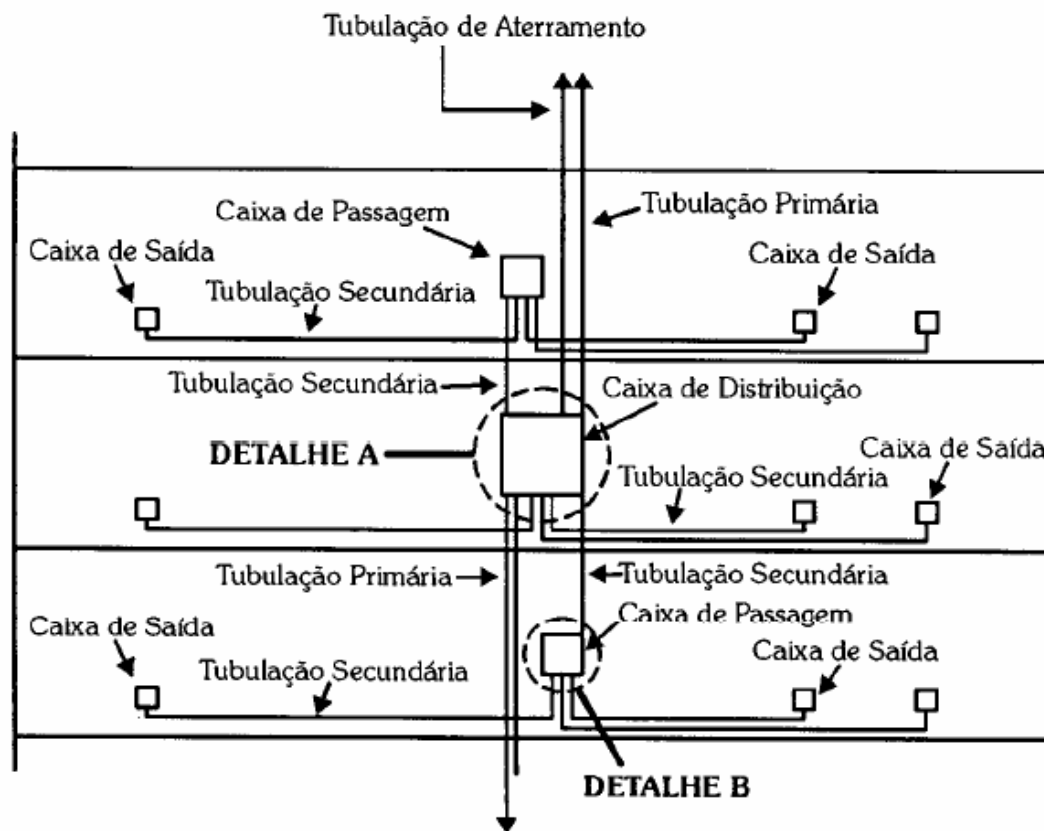 Tubulação de Aterramento
Caixa de Passagem
Tubulação Primária
Caixa de Saída
Tubulação Secundária
Caixa de Saída
Tubulação Secundária
Caixa de Distribuição
DETALHE A
Caixa de Saída
Tubulação Secundária
Tubulação Primária
Tubulação Secundária
Caixa de Saída
Caixa de Passagem
Tubulação Secundária
Caixa de Saída
DETALHE B